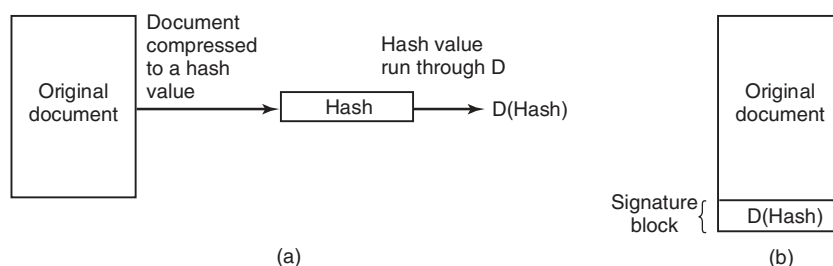 Original
document
Document
compressed
to a hash
value
Hash
Hash value
run through D
D(Hash)
(a)
Original
document
Signature
block
D(Hash)
(b)